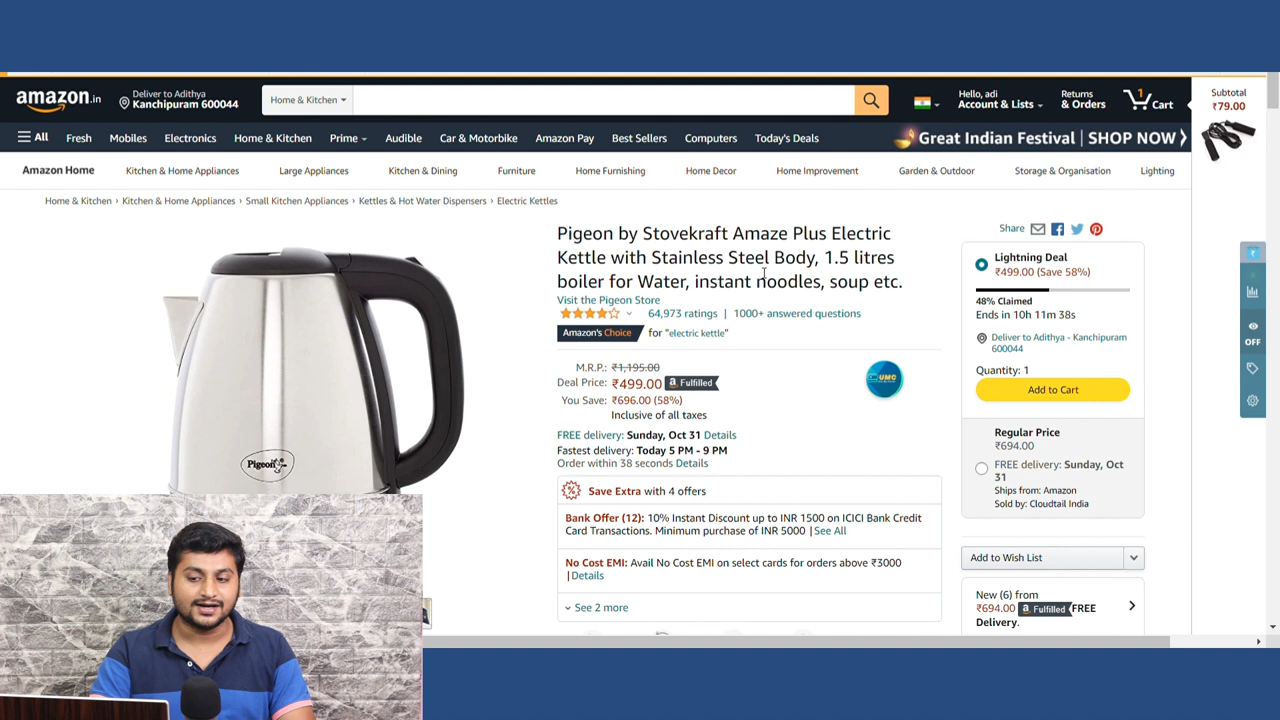 amazon.in
Deliver to Adithya
Kanchipuram 600044
Home & Kitchen
Hello, adi
Account & Lists
Returns
& Orders
1
Cart
Subtotal
₹79.00
All
Fresh
Mobiles
Electronics
Home & Kitchen
Prime
Audible
Car & Motorbike
Amazon Pay
Best Sellers
Computers
Today's Deals
Great Indian Festival | SHOP NOW
Amazon Home
Kitchen & Home Appliances
Large Appliances
Kitchen & Dining
Furniture
Home Furnishing
Home Decor
Home Improvement
Garden & Outdoor
Storage & Organisation
Lighting
Home & Kitchen › Kitchen & Home Appliances › Small Kitchen Appliances › Kettles & Hot Water Dispensers › Electric Kettles
Pigeon
Pigeon by Stovekraft Amaze Plus Electric
Kettle with Stainless Steel Body, 1.5 litres
boiler for Water, instant noodles, soup etc.
Visit the Pigeon Store
64,973 ratings | 1000+ answered questions
Amazon's Choice for "electric kettle"
M.R.P.: ₹1,195.00
Deal Price: ₹499.00 Fulfilled
You Save: ₹696.00 (58%)
Inclusive of all taxes
UMC
FREE delivery: Sunday, Oct 31 Details
Fastest delivery: Today 5 PM - 9 PM
Order within 38 seconds Details
Save Extra with 4 offers
Bank Offer (12): 10% Instant Discount up to INR 1500 on ICICI Bank Credit
Card Transactions. Minimum purchase of INR 5000 | See All
No Cost EMI: Avail No Cost EMI on select cards for orders above ₹3000
| Details
See 2 more
Share
Lightning Deal
₹499.00 (Save 58%)
48% Claimed
Ends in 10h 11m 38s
Deliver to Adithya - Kanchipuram
600044
Quantity: 1
Add to Cart
Regular Price
₹694.00
FREE delivery: Sunday, Oct
31
Ships from: Amazon
Sold by: Cloudtail India
Add to Wish List
New (6) from
₹694.00 Fulfilled FREE
Delivery.
OFF